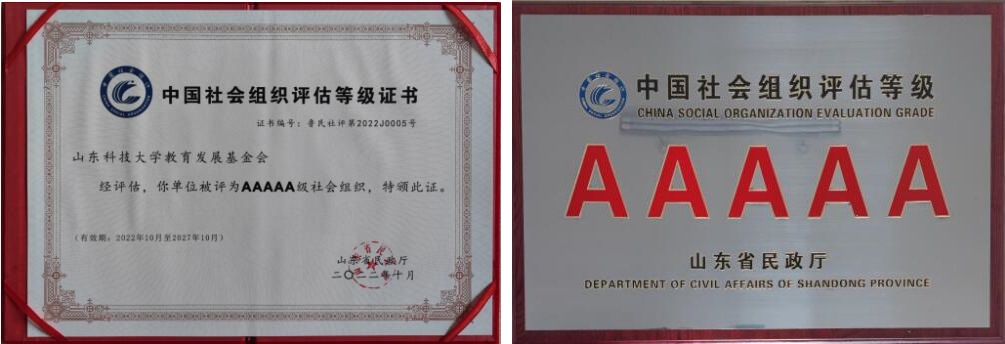 中国社会组织评估等级证书
证书编号：鲁民社评第2022J0005号
山东科技大学教育发展基金会
经评估，你单位被评为AAAAA级社会组织，特颁此证。
（有效期：2022年10月至2027年10月）
山东省民政厅
二〇二二年十月
中国社会组织评估等级
CHINA SOCIAL ORGANIZATION EVALUATION GRADE
AAAAA
山东省民政厅
DEPARTMENT OF CIVIL AFFAIRS OF SHANDONG PROVINCE